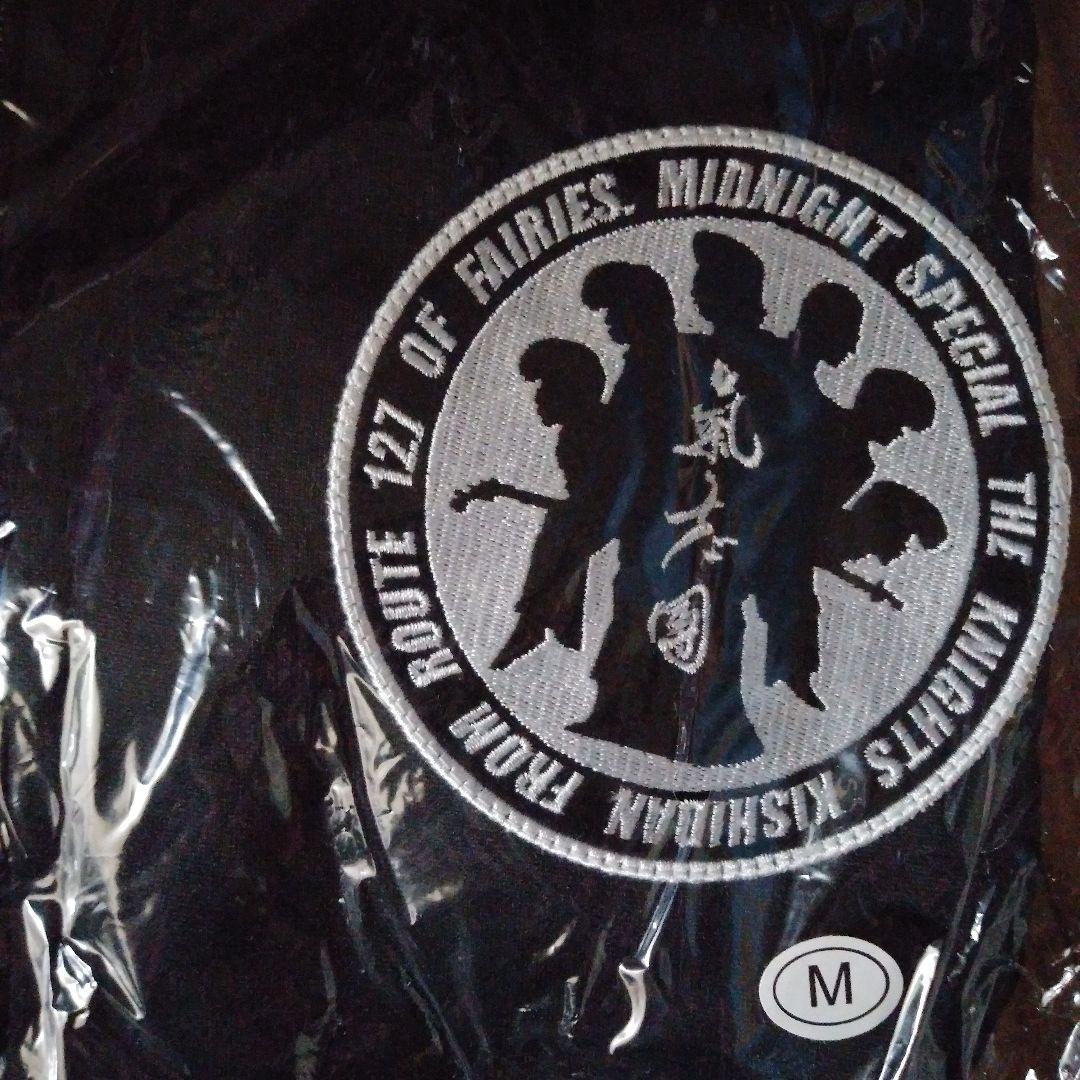 MIDNIGHT SPECIAL THE KNIGHTS KISHIDAN FROM ROUTE 127 OF FAIRIES.
氣志團
M